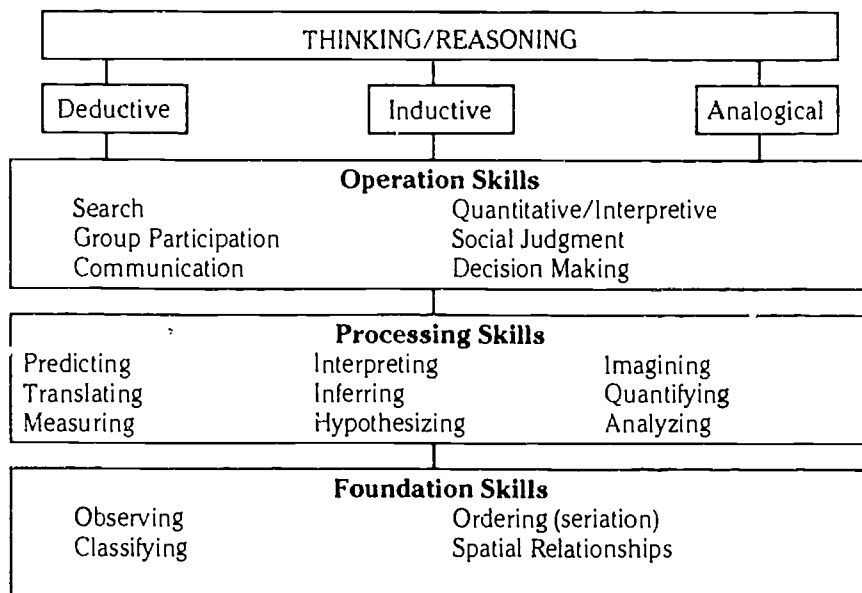 THINKING/REASONING
Deductive Inductive Analogical
Operation Skills
Search Quantitative/Interpretive
Group Participation Social Judgment
Communication Decision Making
Processing Skills
Predicting Interpreting Imagining
Translating Inferring Quantifying
Measuring Hypothesizing Analyzing
Foundation Skills
Observing Ordering (seriation)
Classifying Spatial Relationships